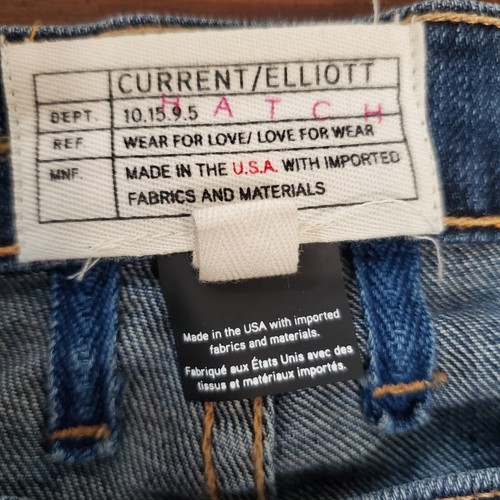 CURRENT/ELLIOTT
DEPT. 10.15.9.5
HATCH
REF WEAR FOR LOVE/ LOVE FOR WEAR
MNF. MADE IN THE U.S.A. WITH IMPORTED
FABRICS AND MATERIALS
Made in the USA with imported
fabrics and materials.
Fabriqué aux États Unis avec des
tissus et matériaux importés.